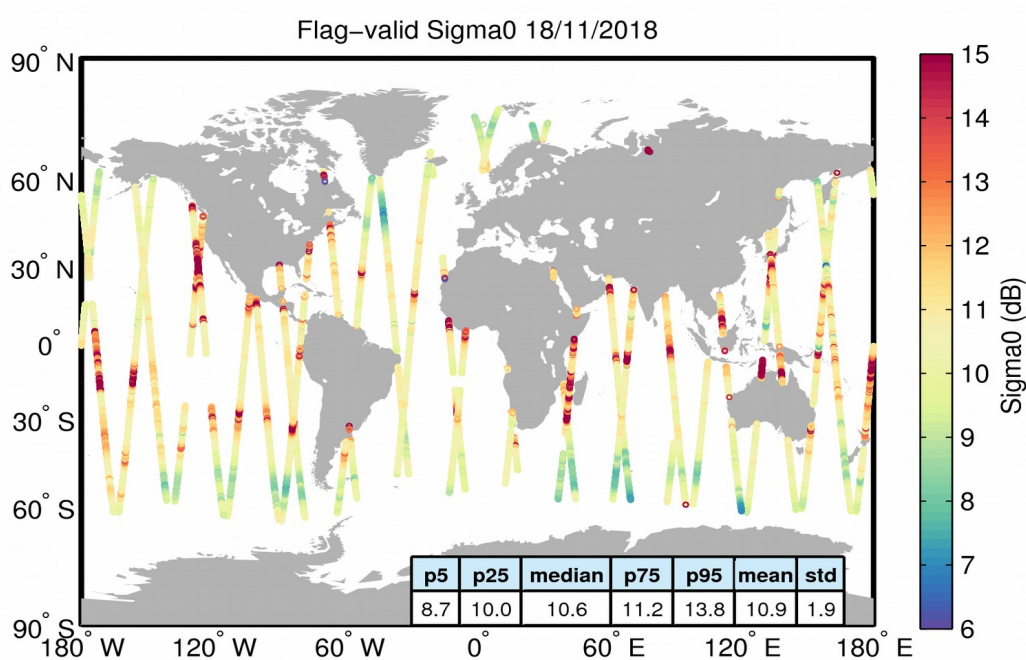 Flag−valid Sigma0 18/11/2018
90° N
60° N
30° N
0°
30° S
60° S
90° S
180° W 120° W 60° W 0° 60° E 120° E 180° E
p5 p25 median p75 p95 mean std
8.7 10.0 10.6 11.2 13.8 10.9 1.9
15
14
13
12
11
10
9
8
7
6
Sigma0 (dB)